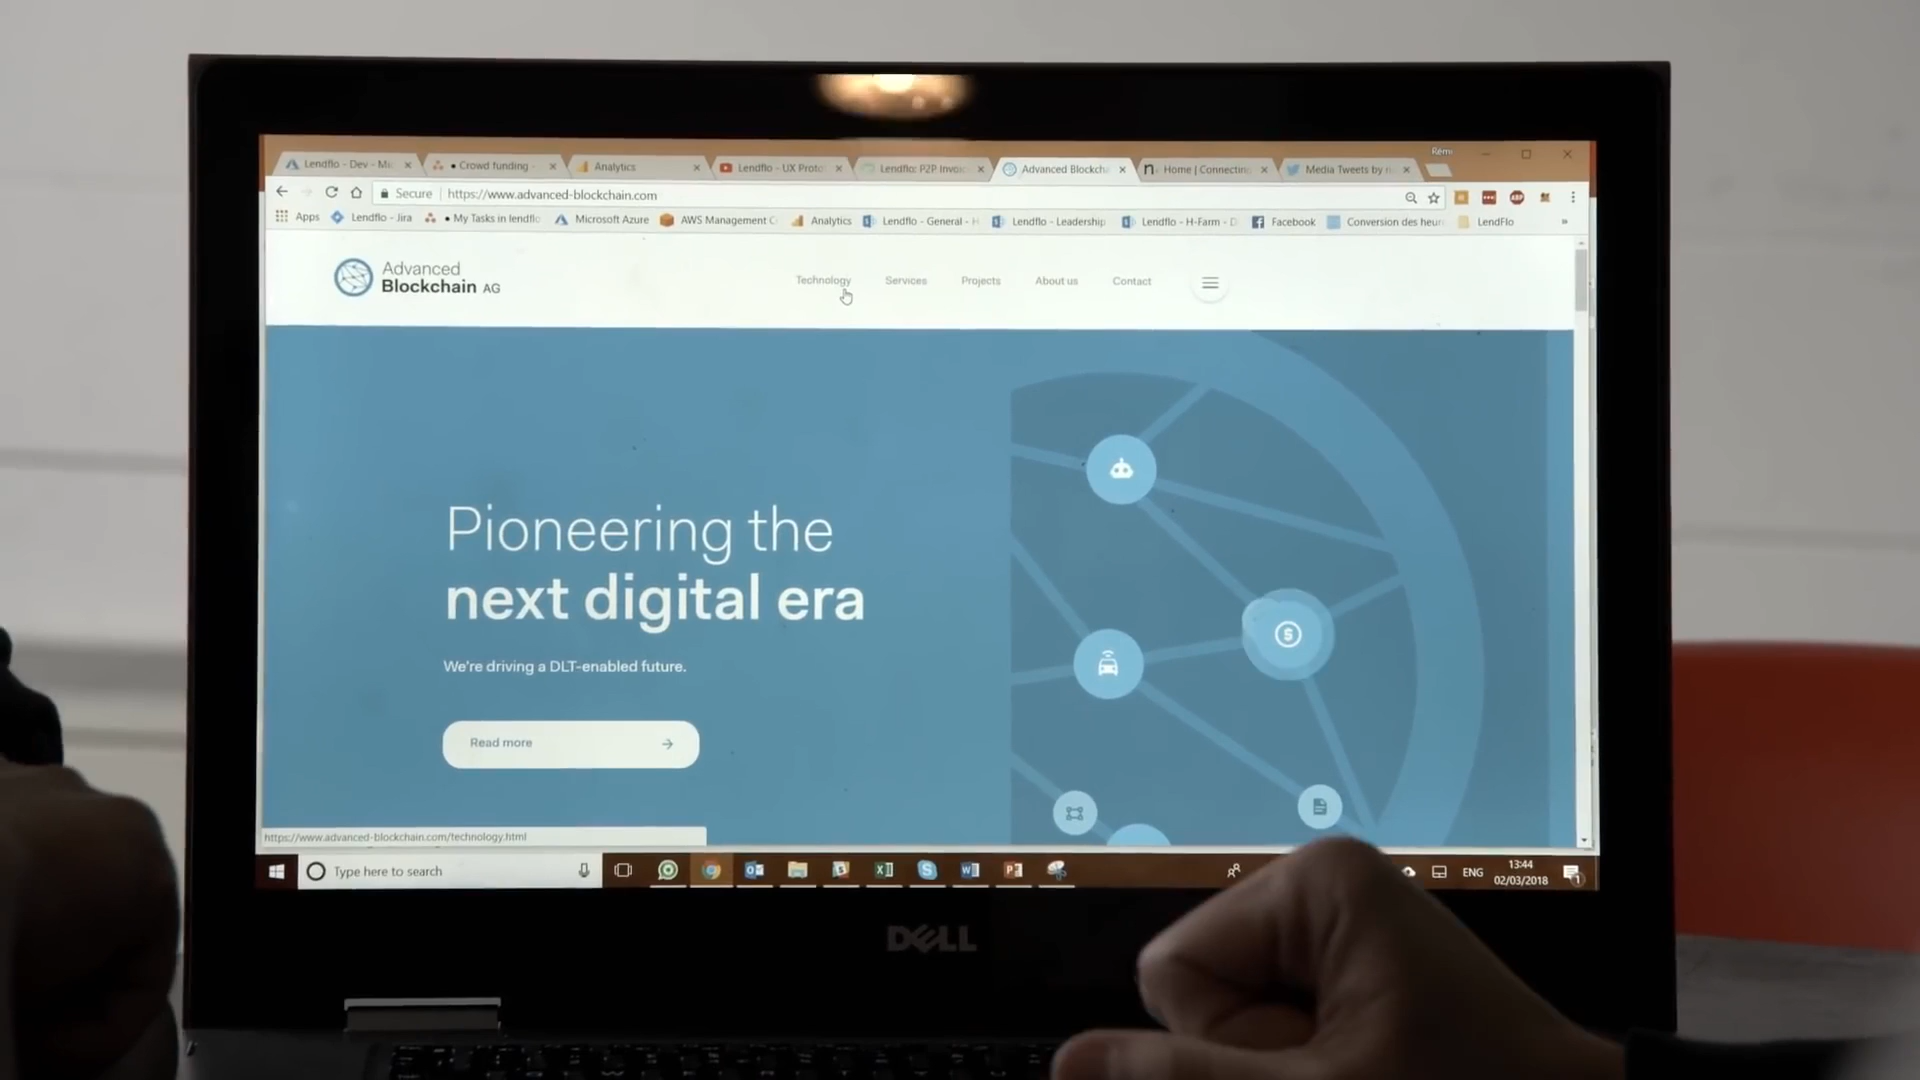 Rémi
Lendflo - Dev - Mi
• Crowd funding -
Analytics
Lendflo - UX Proto
Lendflo: P2P Invoic
Advanced Blockcha
Home | Connecting
Media Tweets by
Secure
https://www.advanced-blockchain.com
Apps
Lendflo - Jira
• My Tasks in lendflo
Microsoft Azure
AWS Management C
Analytics
Lendflo - General - H
Lendflo - Leadership
Lendflo - H-Farm - D
Facebook
Conversion des heur
LendFlo
»
Advanced
Blockchain AG
Technology
Services
Projects
About us
Contact
Pioneering the
next digital era
We're driving a DLT-enabled future.
Read more
https://www.advanced-blockchain.com/technology.html
Type here to search
ENG
13:44
02/03/2018
DELL